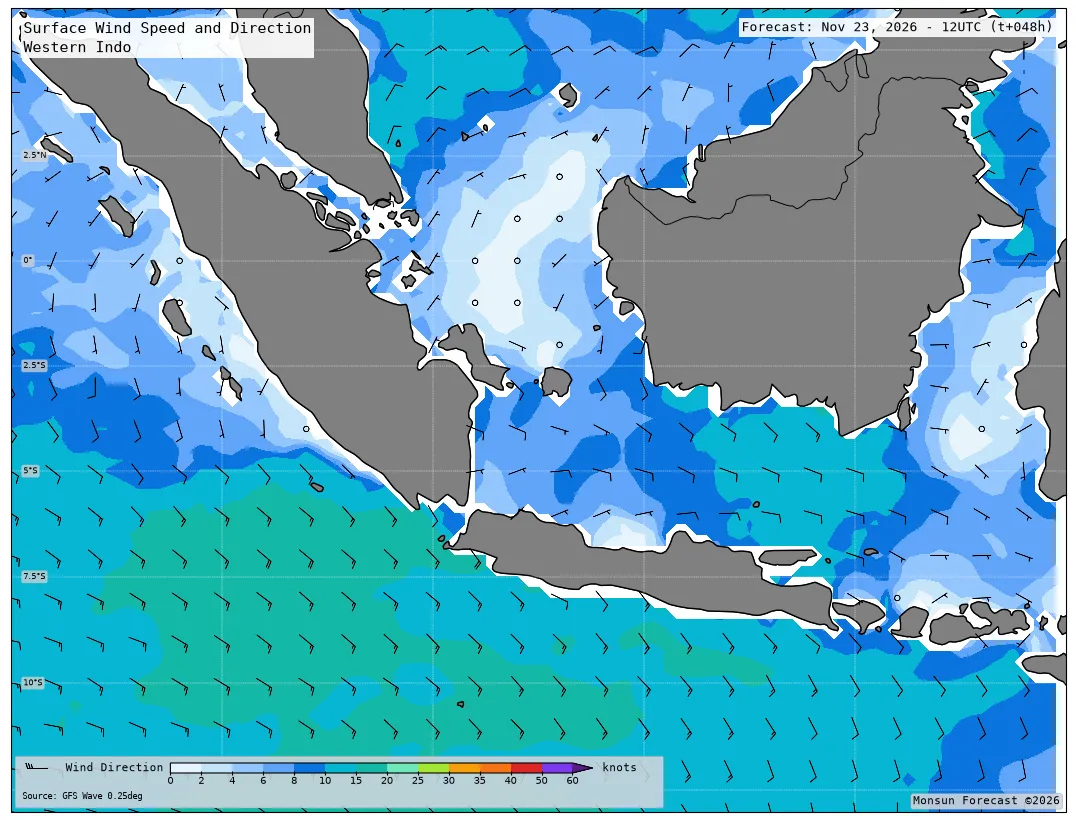 Surface Wind Speed and Direction
Western Indo
Forecast: Nov 23, 2026 - 12UTC (t+048h)
2.5°N
0°
2.5°S
5°S
7.5°S
10°S
Wind Direction
0 2 4 6 8 10 15 20 25 30 35 40 50 60
knots
Source: GFS Wave 0.25deg
Monsun Forecast ©2026